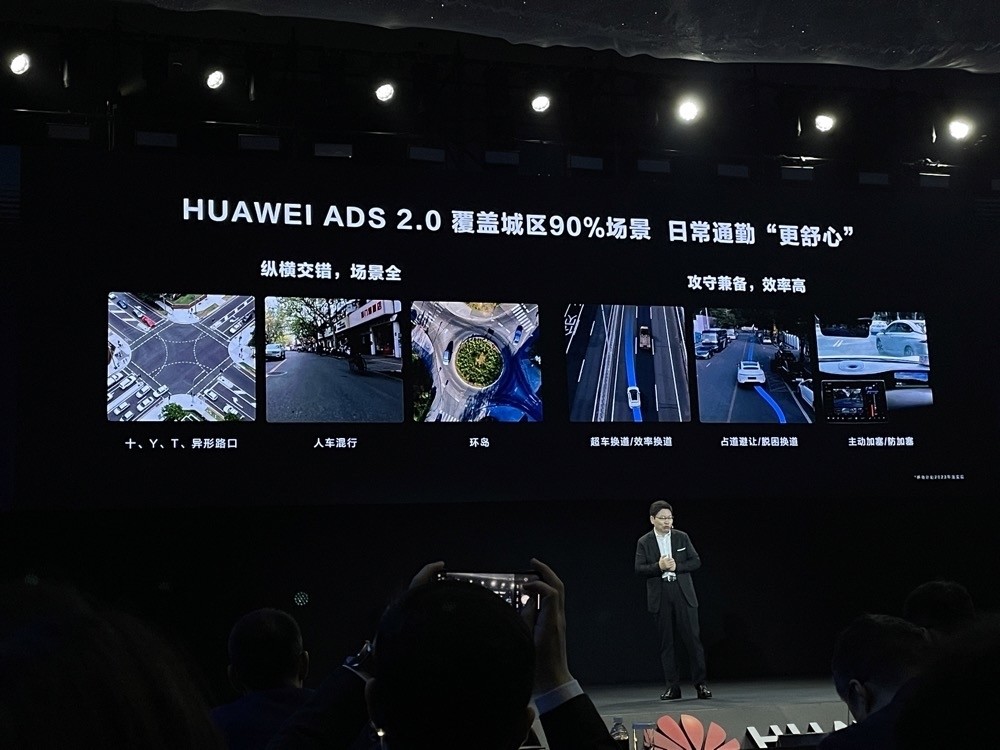 HUAWEI ADS 2.0 覆盖城区90%场景 日常通勤“更舒心”
纵横交错，场景全
攻守兼备，效率高
十、Y、T、异形路口
人车混行
环岛
超车换道/效率换道
占道避让/脱困换道
主动加塞/防加塞